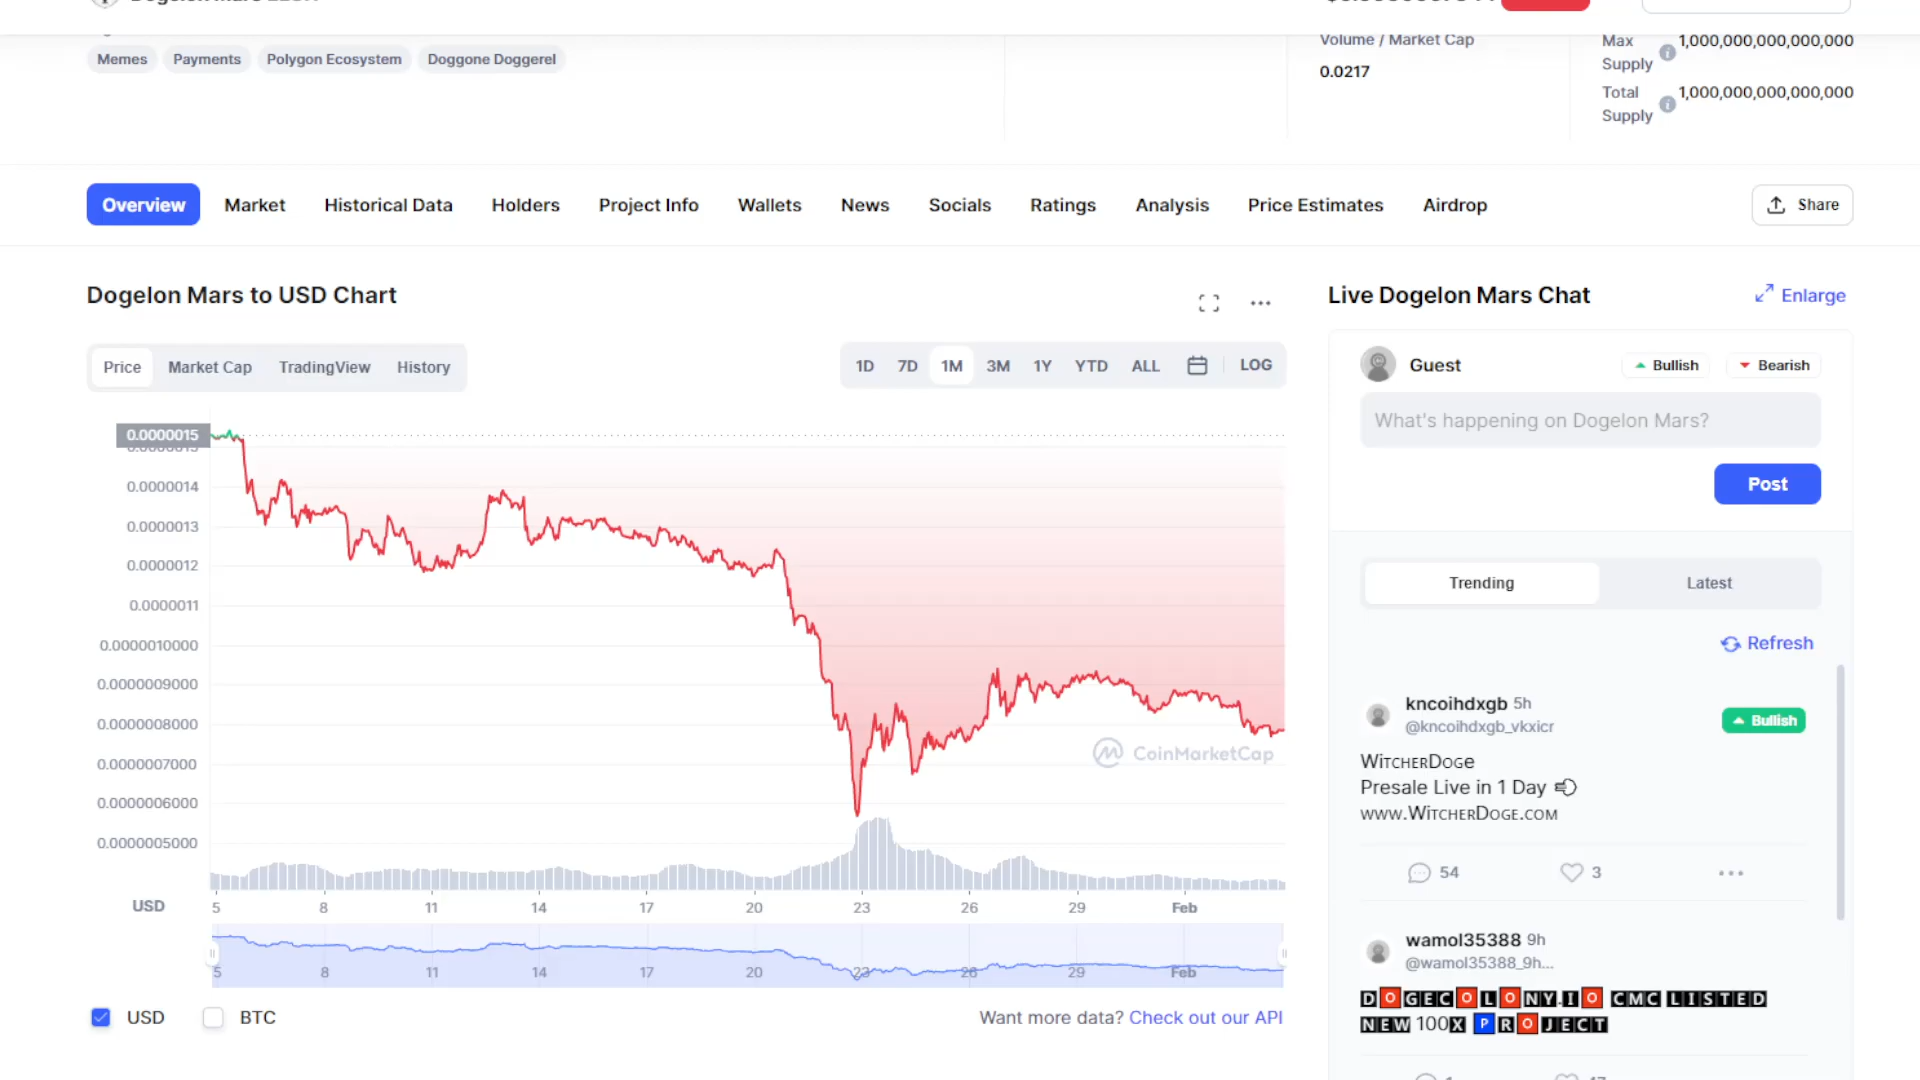 Memes Payments Polygon Ecosystem Doggone Doggerel
Volume / Market Cap
0.0217
Max Supply 1,000,000,000,000,000
Total Supply 1,000,000,000,000,000
Overview Market Historical Data Holders Project Info Wallets News Socials Ratings Analysis Price Estimates Airdrop Share
Dogelon Mars to USD Chart
Price Market Cap TradingView History
1D 7D 1M 3M 1Y YTD ALL LOG
0.0000015
0.0000015
0.0000014
0.0000013
0.0000012
0.0000011
0.0000010000
0.0000009000
0.0000008000
0.0000007000
0.0000006000
0.0000005000
CoinMarketCap
USD 5 8 11 14 17 20 23 26 29 Feb
5 8 11 14 17 20 23 26 29 Feb
USD BTC
Want more data? Check out our API
Live Dogelon Mars Chat Enlarge
Guest Bullish Bearish
What's happening on Dogelon Mars?
Post
Trending Latest
Refresh
kncoihdxgb 5h
@kncoihdxgb_vkxicr
Bullish
WɪᴛᴄʜᴇʀDᴏɢe
Presale Live in 1 Day
ᴡᴡᴡ.WɪᴛᴄʜᴇʀDᴏɢᴇ.ᴄᴏᴍ
54 3
wamol35388 9h
@wamol35388_9h...
DOGECOLONY.IO CMC LISTED
NEW 100X PROJECT